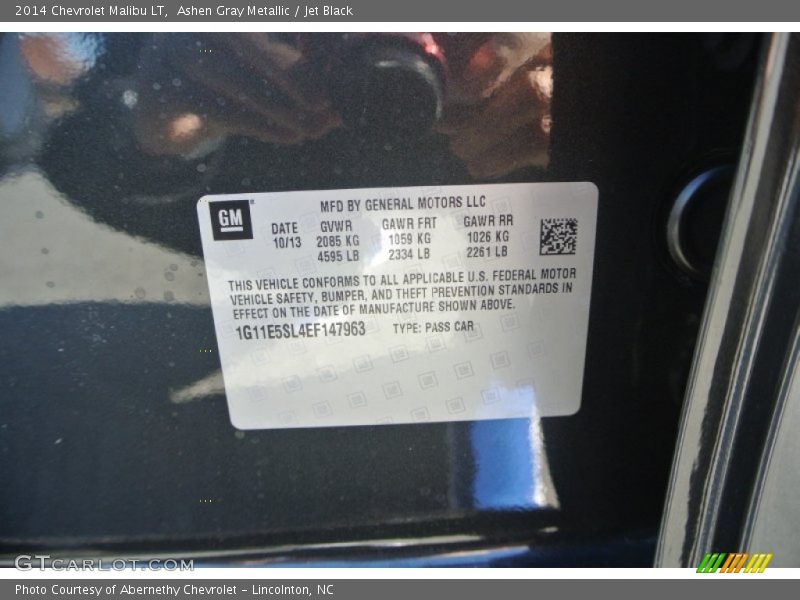 2014 Chevrolet Malibu LT, Ashen Gray Metallic / Jet Black
GM
MFD BY GENERAL MOTORS LLC
DATE GVWR GAWR FRT GAWR RR
10/13 2085 KG 1059 KG 1026 KG
4595 LB 2334 LB 2261 LB
THIS VEHICLE CONFORMS TO ALL APPLICABLE U.S. FEDERAL MOTOR
VEHICLE SAFETY, BUMPER, AND THEFT PREVENTION STANDARDS IN
EFFECT ON THE DATE OF MANUFACTURE SHOWN ABOVE.
1G11E5SL4EF147963 TYPE: PASS CAR
GTCARLOT.COM
Photo Courtesy of Abernethy Chevrolet – Lincolnton, NC